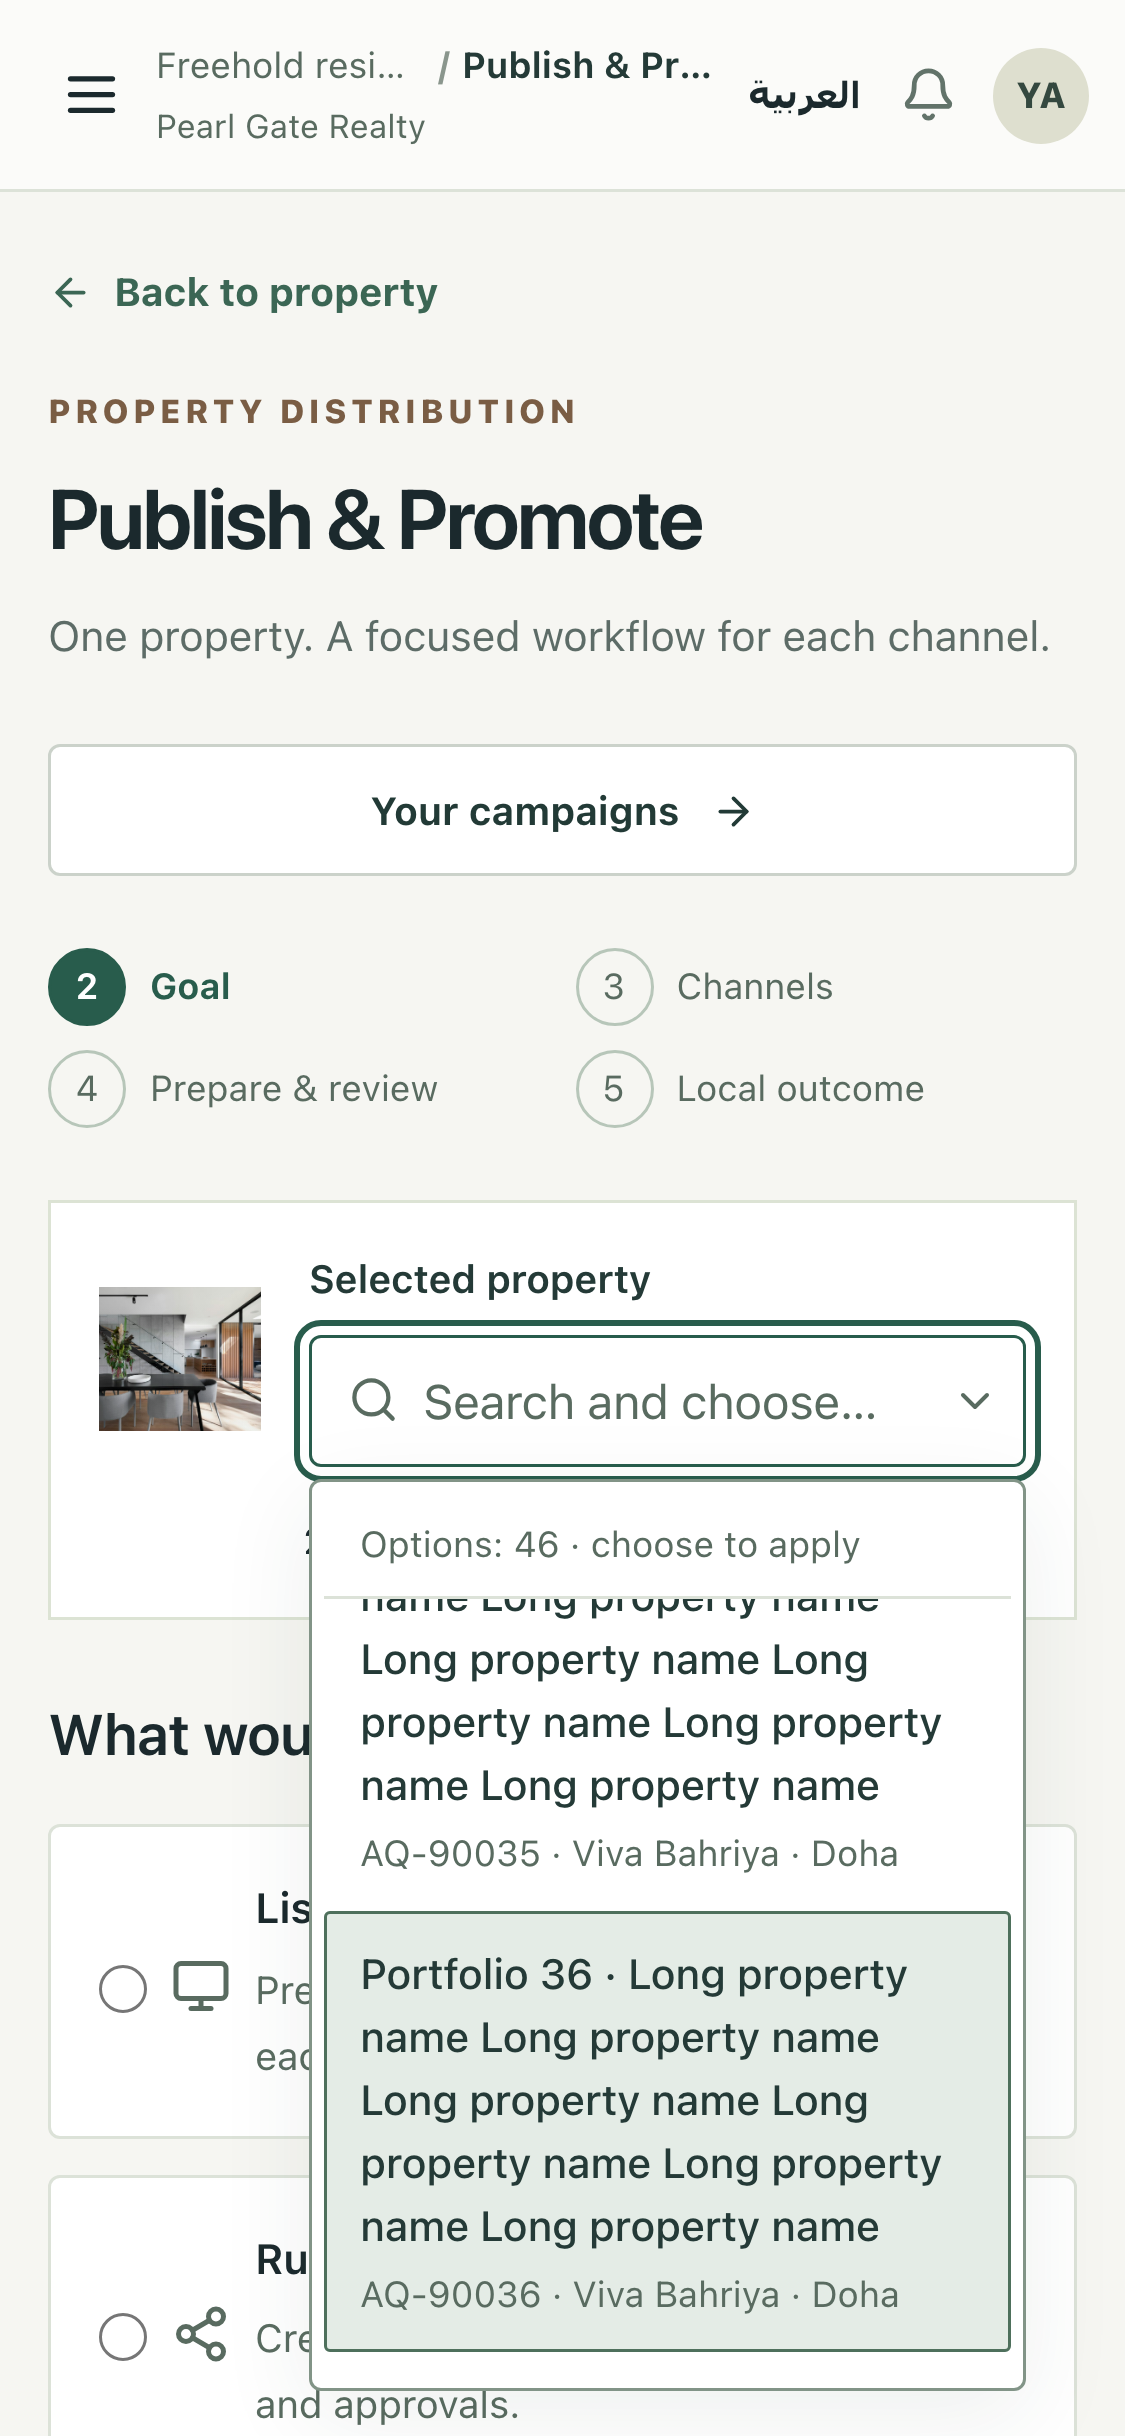 Freehold resi... / Publish & Pr...
Pearl Gate Realty
العربية
YA
Back to property
PROPERTY DISTRIBUTION
Publish & Promote
One property. A focused workflow for each channel.
Your campaigns
2 Goal
3 Channels
4 Prepare & review
5 Local outcome
Selected property
Search and choose...
Options: 46 · choose to apply
name Long property name
Long property name Long
property name Long property
name Long property name
AQ-90035 · Viva Bahriya · Doha
Portfolio 36 · Long property
name Long property name
Long property name Long
property name Long property
name Long property name
AQ-90036 · Viva Bahriya · Doha
What wou
Lis
Pre
eac
Ru
Cre
and approvals.